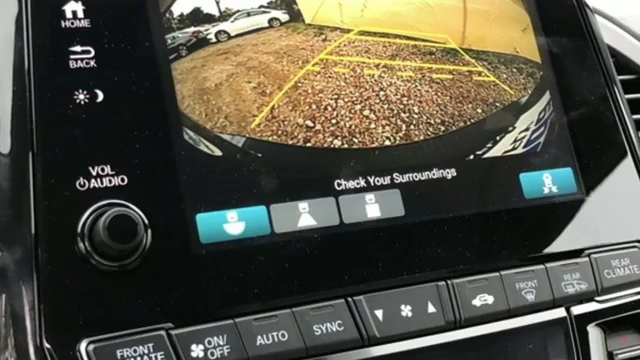 HOME
BACK
VOL
AUDIO
Check Your Surroundings
FRONT
CLIMATE
ON/
OFF
AUTO
SYNC
FRONT
REAR
REAR
CLIMATE